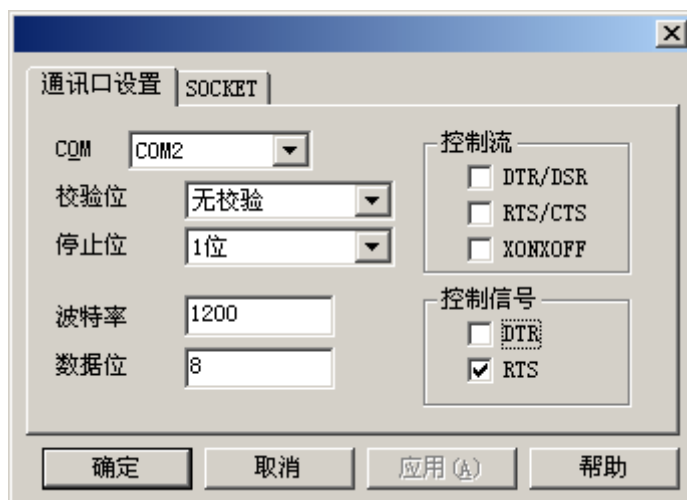 通讯口设置 SOCKET
COM COM2
校验位 无校验
停止位 1位
波特率 1200
数据位 8
控制流
DTR/DSR
RTS/CTS
XONXOFF
控制信号
DTR
RTS
确定 取消 应用(A) 帮助